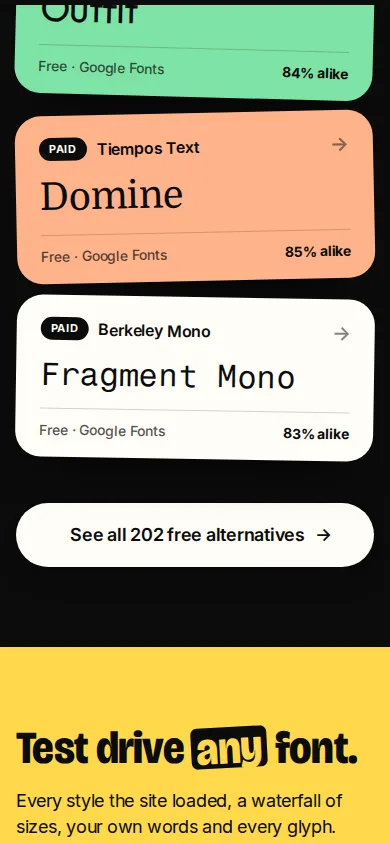 Outfit
Free · Google Fonts 84% alike
PAID Tiempos Text →
Domine
Free · Google Fonts 85% alike
PAID Berkeley Mono →
Fragment Mono
Free · Google Fonts 83% alike
See all 202 free alternatives →
Test drive any font.
Every style the site loaded, a waterfall of
sizes, your own words and every glyph.